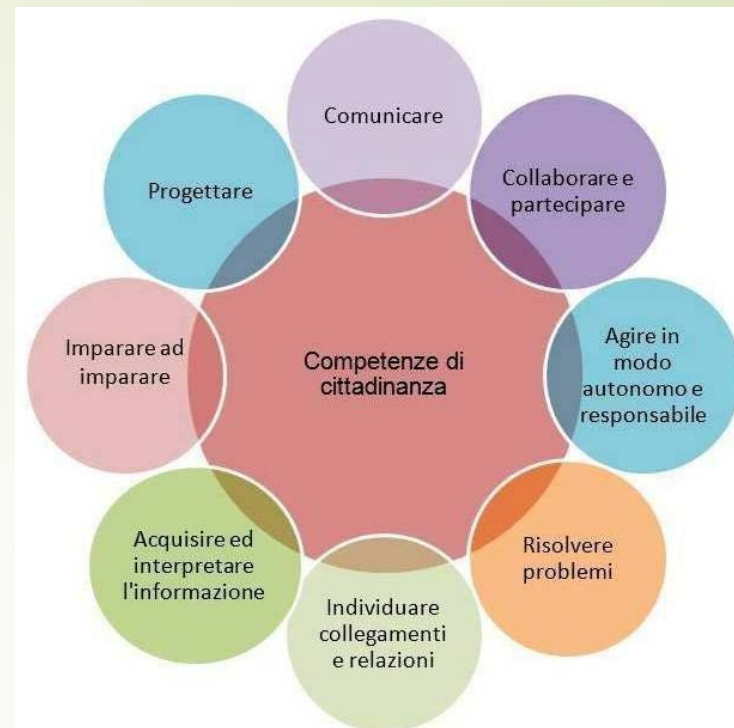 Comunicare
Collaborare e
partecipare
Agire in
modo
autonomo e
responsabile
Risolvere
problemi
Individuare
collegamenti
e relazioni
Acquisire ed
interpretare
l'informazione
Imparare ad
imparare
Progettare
Competenze di
cittadinanza